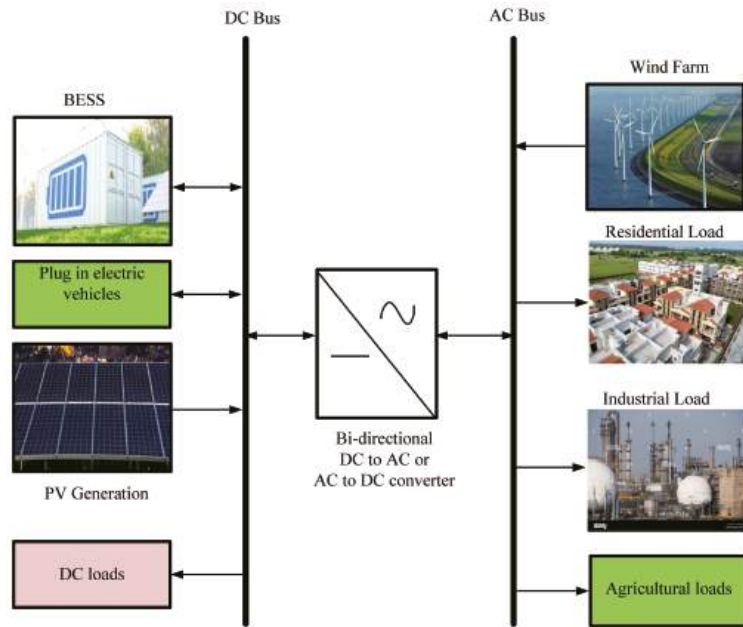 DC Bus
AC Bus
BESS
Plug in electric
vehicles
PV Generation
DC loads
Bi-directional
DC to AC or
AC to DC converter
Wind Farm
Residential Load
Industrial Load
Agricultural loads